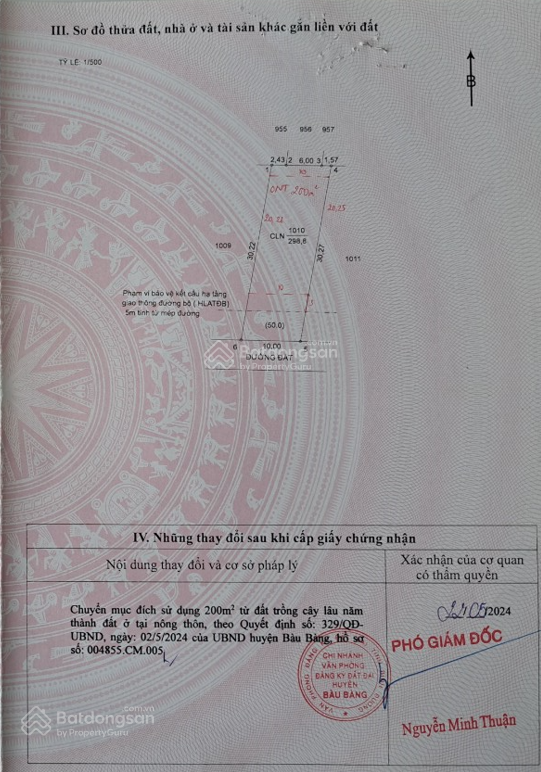 III. Sơ đồ thửa đất, nhà ở và tài sản khác gắn liền với đất
TỶ LỆ: 1/500
B
955 956 957
2,43 2 6,00 3 1,57
1 4
10
ONT 200m²
20,22
20,25
CLN 1010
298,6
1009
30,22
30,27
1011
Phạm vi bảo vệ kết cấu hạ tầng
giao thông đường bộ ( HLATĐB)
5m tính từ mép đường
10
5
(50.0)
6 10,00
ĐƯỜNG ĐẤT
Batdongsan.com.vn
by PropertyGuru
IV. Những thay đổi sau khi cấp giấy chứng nhận
Nội dung thay đổi và cơ sở pháp lý
Xác nhận của cơ quan
có thẩm quyền
Chuyển mục đích sử dụng 200m² từ đất trồng cây lâu năm
thành đất ở tại nông thôn, theo Quyết định số: 329/QĐ-
UBND, ngày: 02/5/2024 của UBND huyện Bàu Bàng, hồ sơ
số: 004855.CM.005
05/2024
PHÓ GIÁM ĐỐC
CHI NHÁNH
VĂN PHÒNG
ĐĂNG KÝ ĐẤT ĐAI
HUYỆN
BÀU BÀNG
Nguyễn Minh Thuận
Batdongsan.com.vn
by PropertyGuru
Batdongsan.com.vn
by PropertyGuru